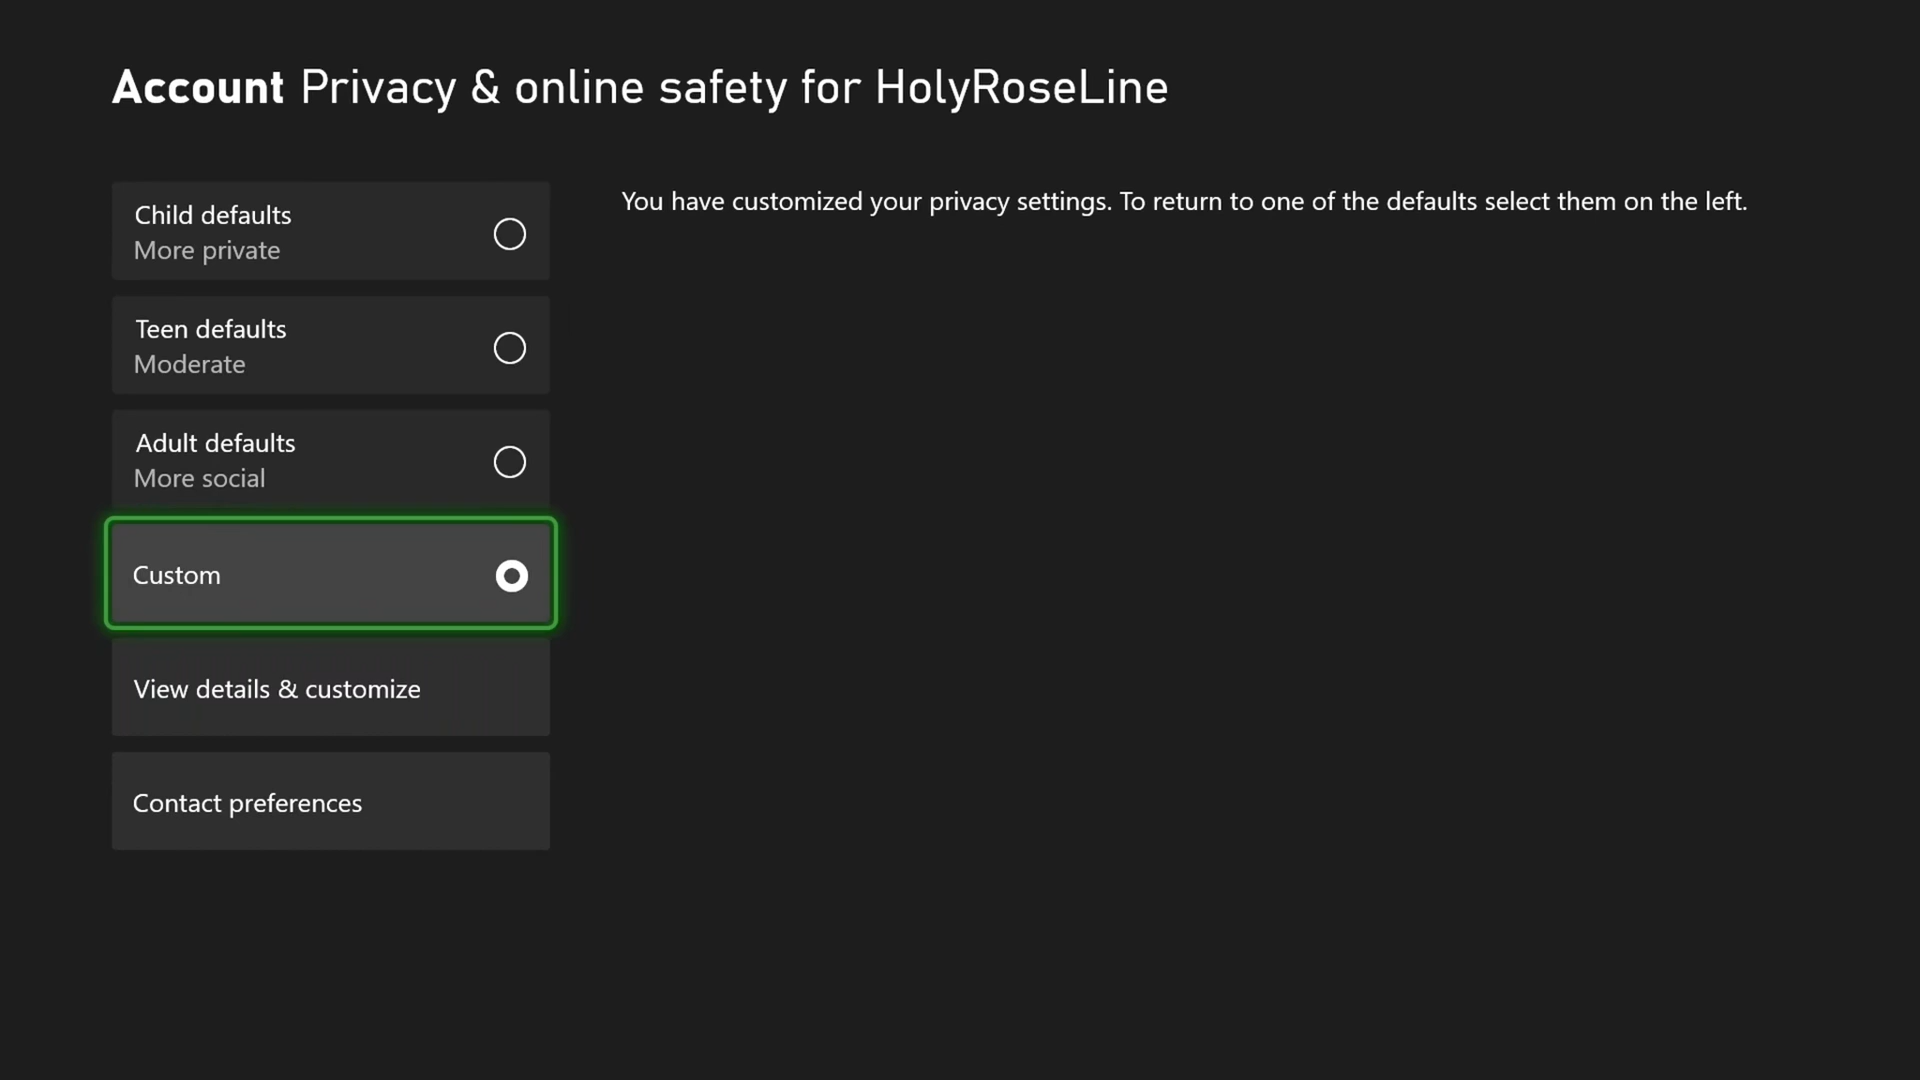 Account Privacy & online safety for HolyRoseLine
Child defaults
More private
Teen defaults
Moderate
Adult defaults
More social
Custom
View details & customize
Contact preferences
You have customized your privacy settings. To return to one of the defaults select them on the left.